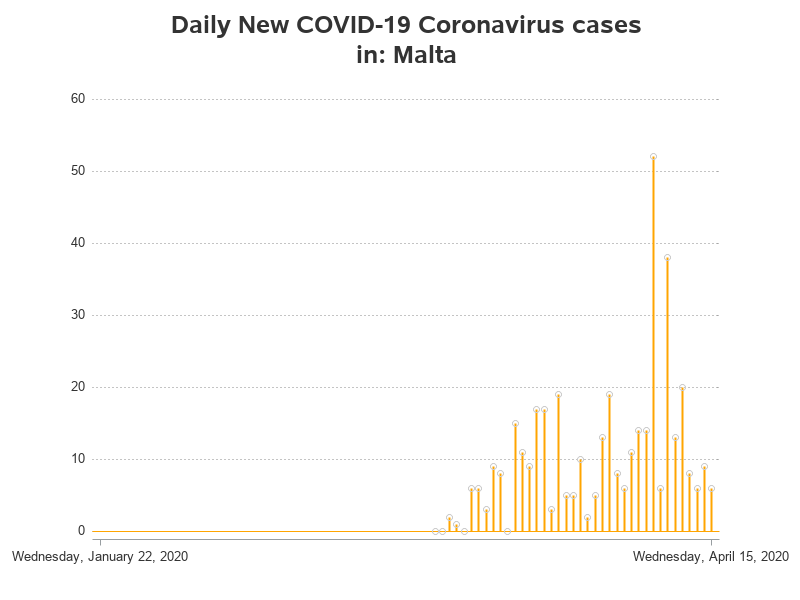 Daily New COVID-19 Coronavirus cases
in: Malta
60
50
40
30
20
10
0
Wednesday, January 22, 2020
Wednesday, April 15, 2020